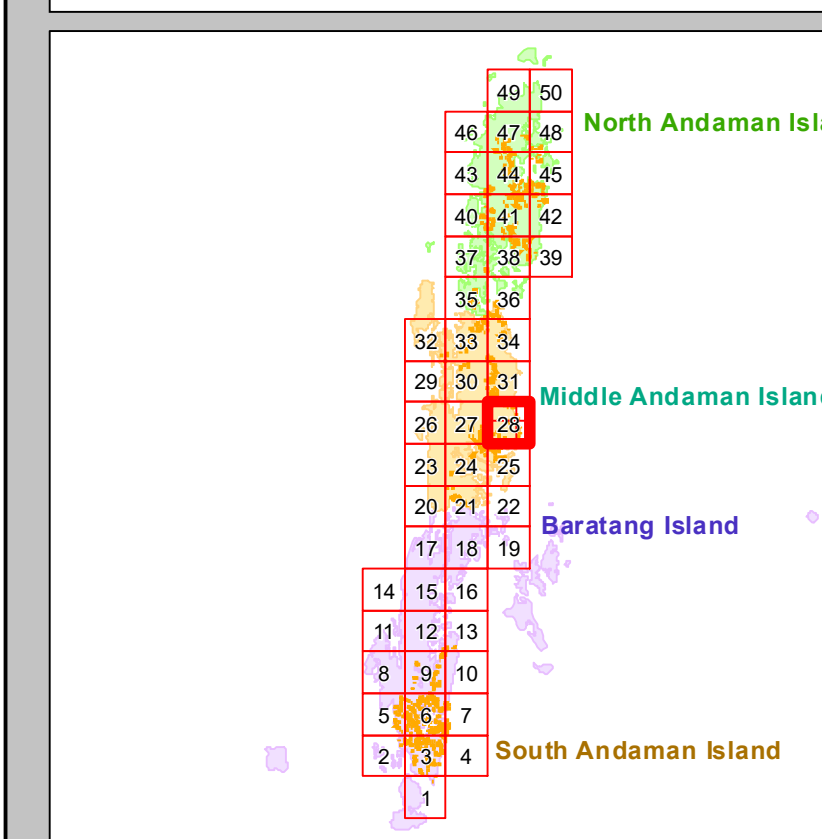 49 50
North Andaman Isla
46 47 48
43 44 45
40 41 42
37 38 39
35 36
32 33 34
29 30 31
Middle Andaman Island
26 27 28
23 24 25
20 21 22
Baratang Island
17 18 19
14 15 16
11 12 13
8 9 10
5 6 7
2 3 4
South Andaman Island
1